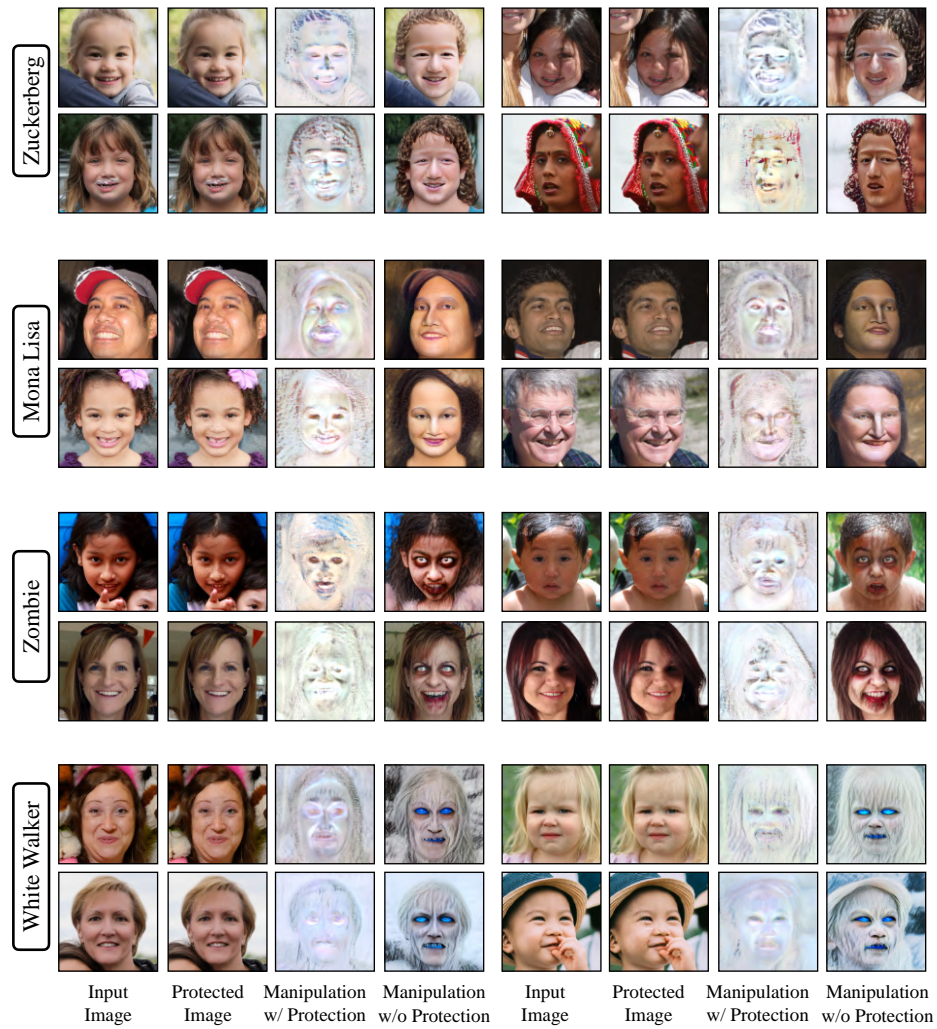 Zuckerberg
Mona Lisa
Zombie
White Walker
Input Image
Protected Image
Manipulation w/ Protection
Manipulation w/o Protection
Input Image
Protected Image
Manipulation w/ Protection
Manipulation w/o Protection